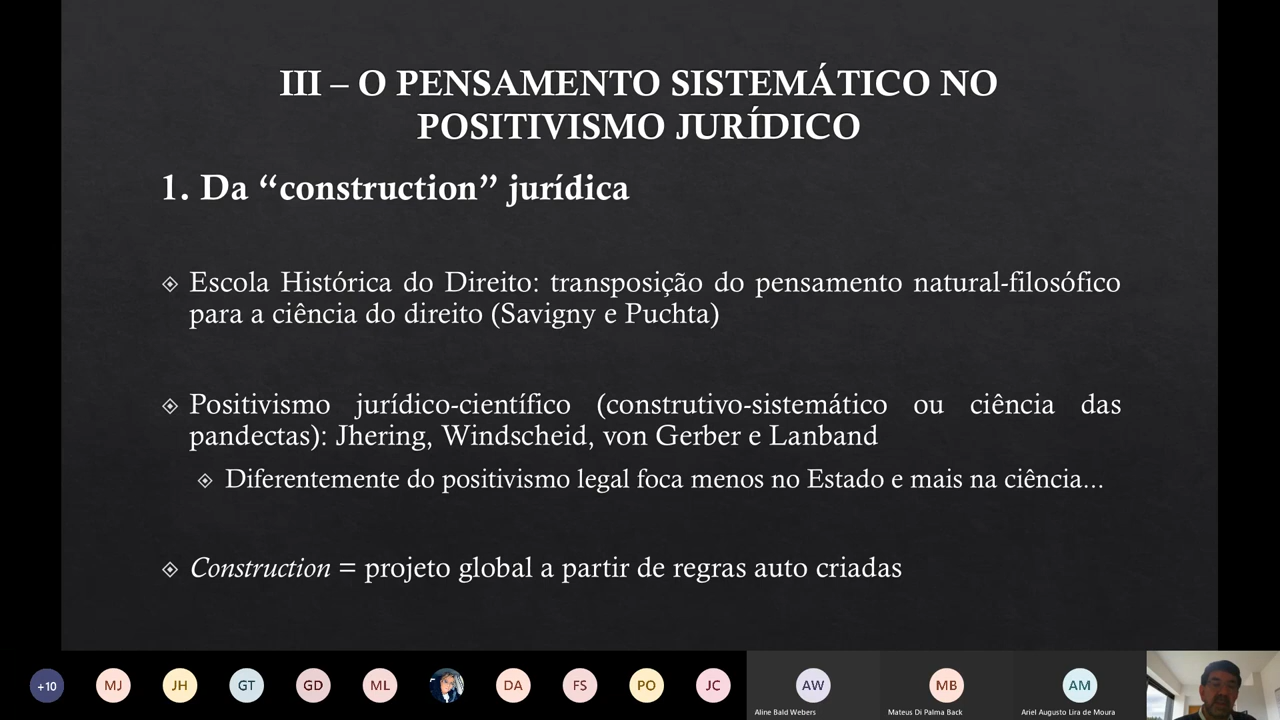 III – O PENSAMENTO SISTEMÁTICO NO
POSITIVISMO JURÍDICO
1. Da “construction” jurídica
Escola Histórica do Direito: transposição do pensamento natural-filosófico
para a ciência do direito (Savigny e Puchta)
Positivismo jurídico-científico (construtivo-sistemático ou ciência das
pandectas): Jhering, Windscheid, von Gerber e Lanband
Diferentemente do positivismo legal foca menos no Estado e mais na ciência...
Construction = projeto global a partir de regras auto criadas
+10 MJ JH GT GD ML DA FS PO JC AW MB AM
Aline Bald Webers Mateus Di Palma Back Ariel Augusto Lira de Moura